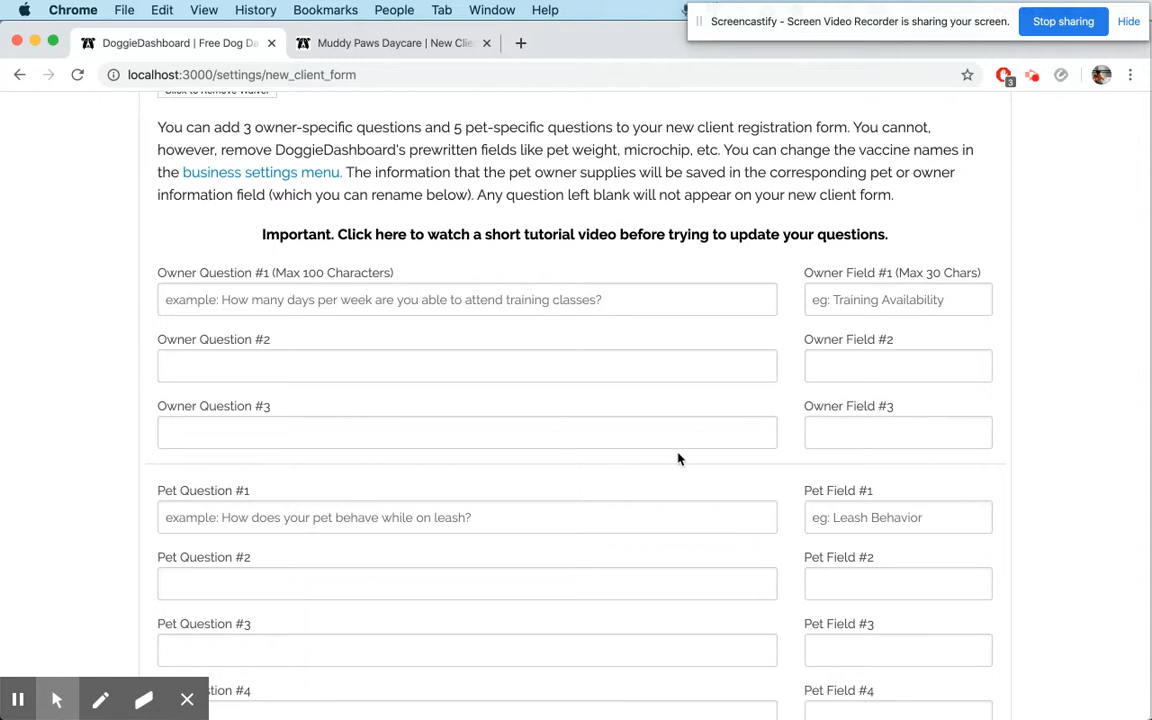 Chrome File Edit View History Bookmarks People Tab Window Help
Screencastify - Screen Video Recorder is sharing your screen. Stop sharing Hide
DoggieDashboard | Free Dog Da
Muddy Paws Daycare | New Clie
localhost:3000/settings/new_client_form
3
Click to Remove Waiver
You can add 3 owner-specific questions and 5 pet-specific questions to your new client registration form. You cannot,
however, remove DoggieDashboard's prewritten fields like pet weight, microchip, etc. You can change the vaccine names in
the business settings menu. The information that the pet owner supplies will be saved in the corresponding pet or owner
information field (which you can rename below). Any question left blank will not appear on your new client form.
Important. Click here to watch a short tutorial video before trying to update your questions.
Owner Question #1 (Max 100 Characters) Owner Field #1 (Max 30 Chars)
example: How many days per week are you able to attend training classes? eg: Training Availability
Owner Question #2 Owner Field #2
Owner Question #3 Owner Field #3
Pet Question #1 Pet Field #1
example: How does your pet behave while on leash? eg: Leash Behavior
Pet Question #2 Pet Field #2
Pet Question #3 Pet Field #3
stion #4 Pet Field #4